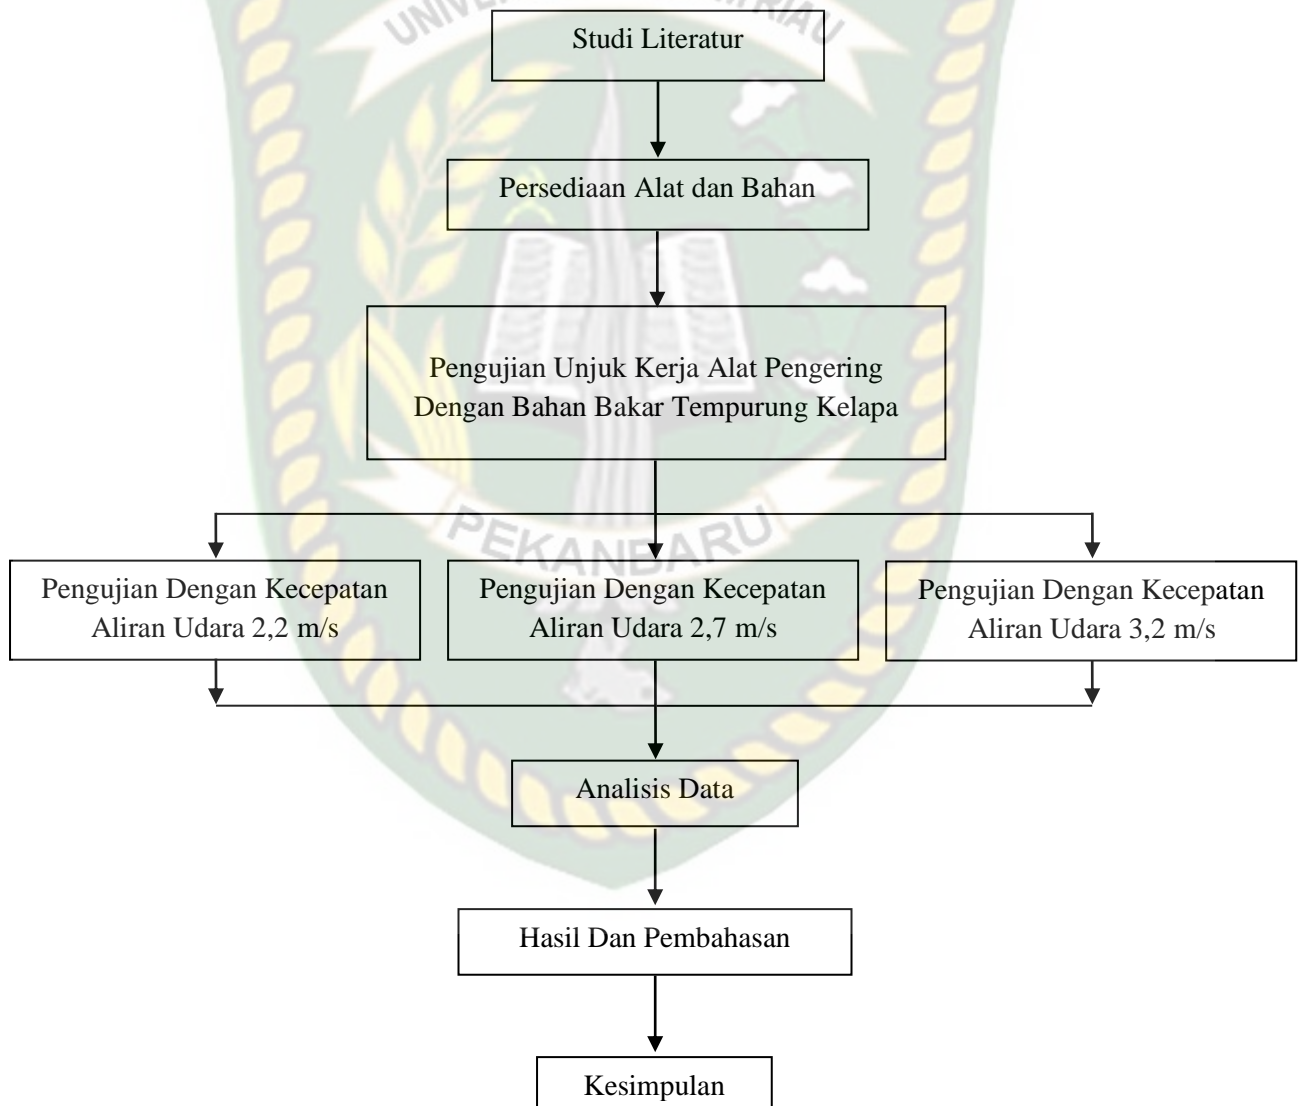 Studi Literatur
Persediaan Alat dan Bahan
Pengujian Unjuk Kerja Alat Pengering
Dengan Bahan Bakar Tempurung Kelapa
PEKANBARU
Pengujian Dengan Kecepatan
Aliran Udara 2,2 m/s
Pengujian Dengan Kecepatan
Aliran Udara 2,7 m/s
Pengujian Dengan Kecepatan
Aliran Udara 3,2 m/s
Analisis Data
Hasil Dan Pembahasan
Kesimpulan